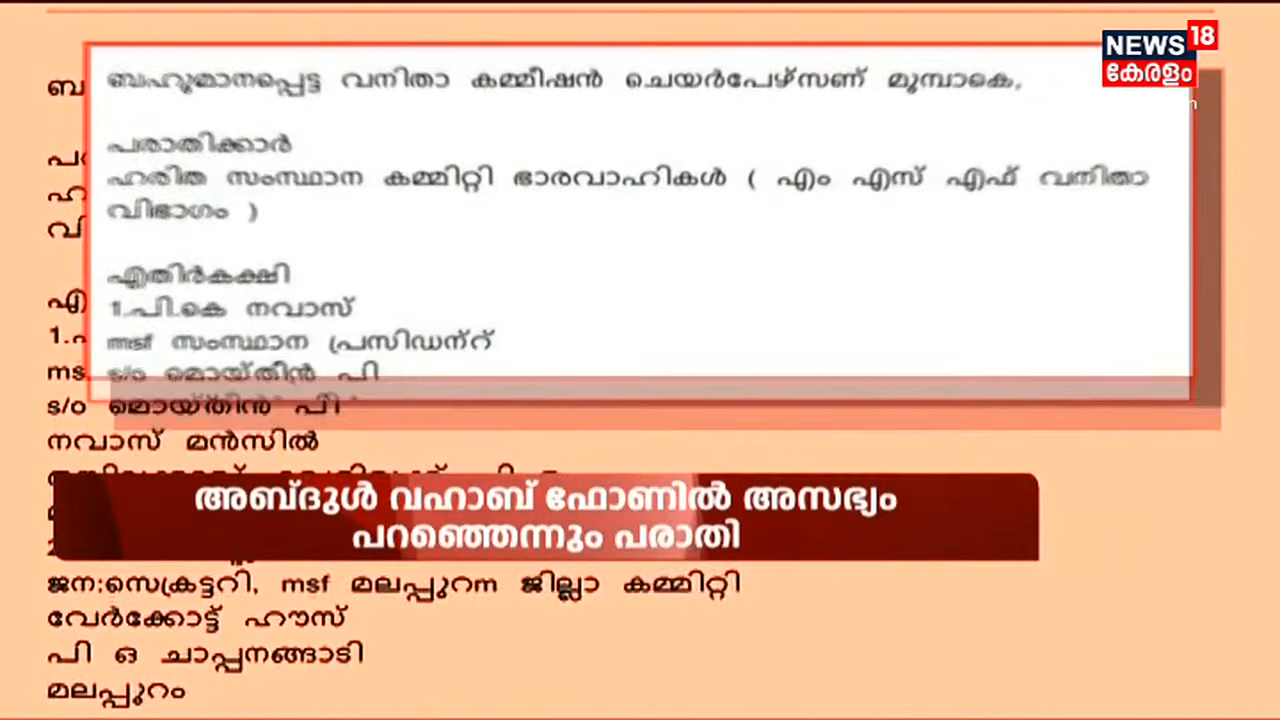 NEWS 18
കേരളം
ബഹുമാനപ്പെട്ട വനിതാ കമ്മീഷൻ ചെയർപേഴ്സണ് മുമ്പാകെ,
പരാതിക്കാർ
ഹരിത സംസ്ഥാന കമ്മിറ്റി ഭാരവാഹികൾ ( എം എസ് എഫ് വനിതാ
വിഭാഗം )
എതിർകക്ഷി
1.പി.കെ നവാസ്
msf സംസ്ഥാന പ്രസിഡന്റ്
s/o മൊയ്തീൻ പി
s/o മൊയ്തീൻ പി
നവാസ് മൻസിൽ
അബ്ദുൾ വഹാബ് ഫോണിൽ അസഭ്യം
പറഞ്ഞെന്നും പരാതി
ജന:സെക്രട്ടറി, msf മലപ്പുറm ജില്ലാ കമ്മിറ്റി
വേർക്കോട്ട് ഹൗസ്
പി ഒ ചാപ്പനങ്ങാടി
മലപ്പുറം